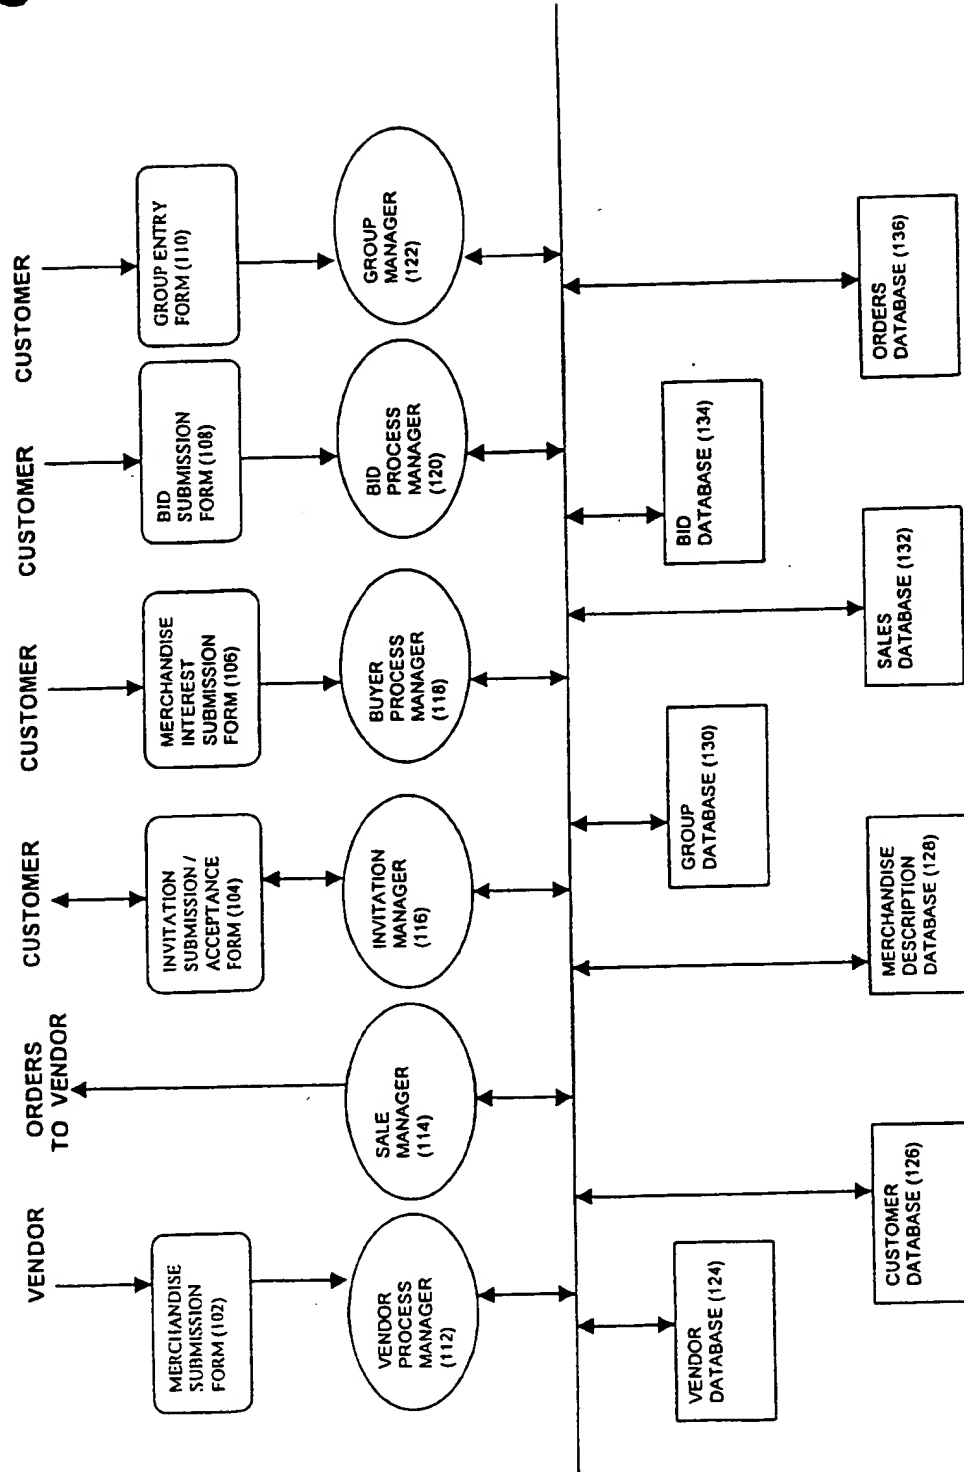 VENDOR
ORDERS
TO VENDOR
CUSTOMER
CUSTOMER
CUSTOMER
CUSTOMER
MERCHANDISE
SUBMISSION
FORM (102)
INVITATION
SUBMISSION /
ACCEPTANCE
FORM (104)
MERCHANDISE
INTEREST
SUBMISSION
FORM (106)
BID
SUBMISSION
FORM (108)
GROUP ENTRY
FORM (110)
VENDOR
PROCESS
MANAGER
(112)
SALE
MANAGER
(114)
INVITATION
MANAGER
(116)
BUYER
PROCESS
MANAGER
(118)
BID
PROCESS
MANAGER
(120)
GROUP
MANAGER
(122)
VENDOR
DATABASE (124)
GROUP
DATABASE (130)
BID
DATABASE (134)
CUSTOMER
DATABASE (126)
MERCHANDISE
DESCRIPTION
DATABASE (128)
SALES
DATABASE (132)
ORDERS
DATABASE (136)